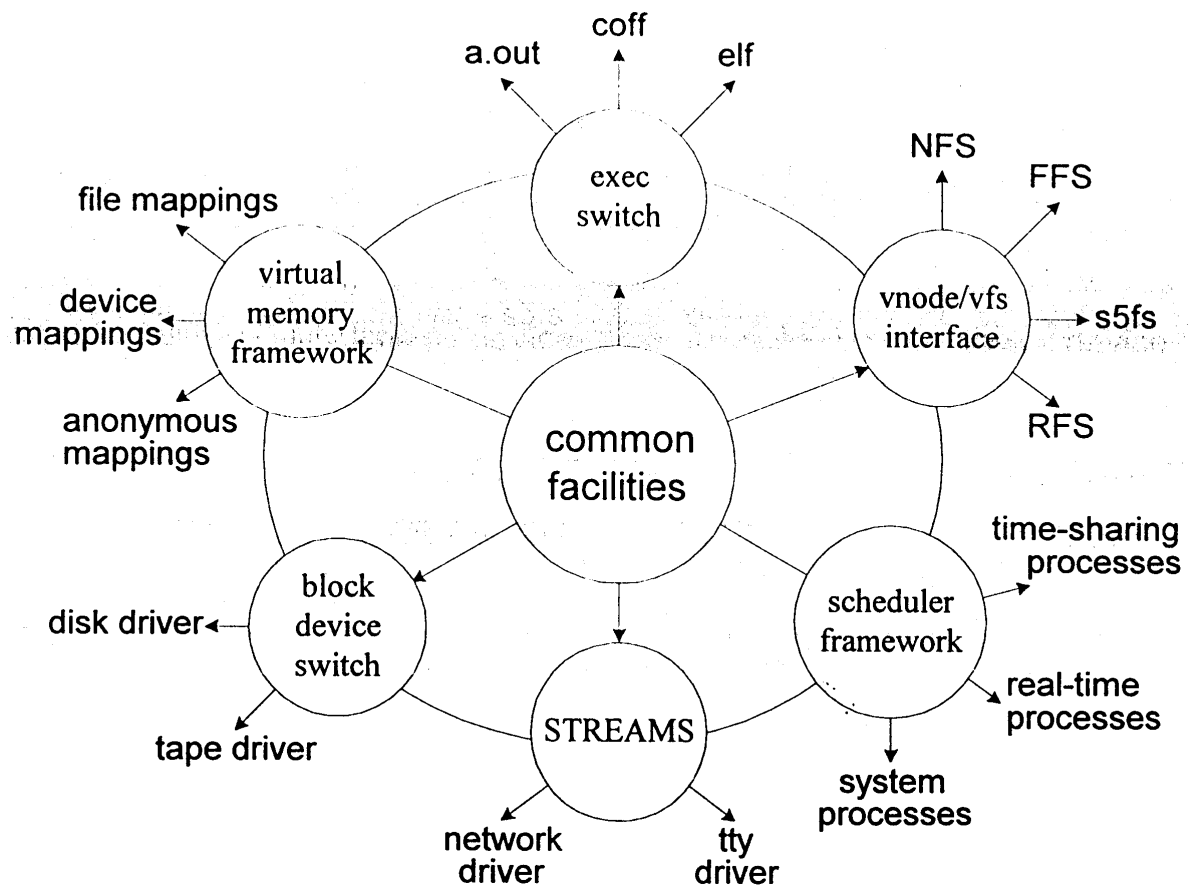 coff
a.out
elf
exec
switch
NFS
FFS
vnode/vfs
interface
s5fs
RFS
file mappings
virtual
memory
framework
device
mappings
anonymous
mappings
common
facilities
time-sharing
processes
scheduler
framework
real-time
processes
system
processes
block
device
switch
disk driver
tape driver
STREAMS
network
driver
tty
driver